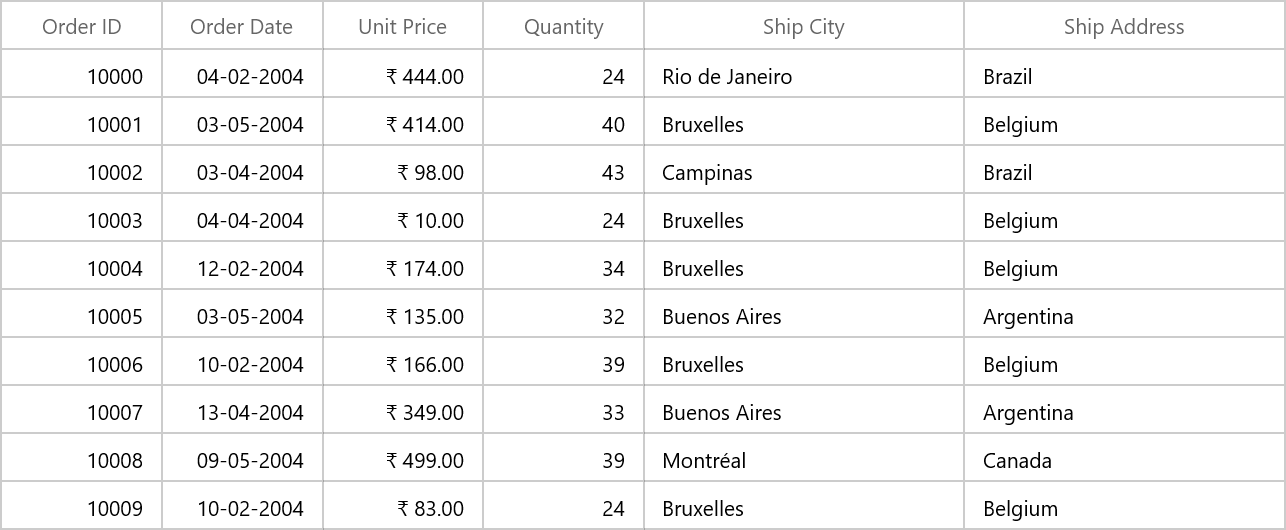 Order ID Order Date Unit Price Quantity Ship City Ship Address
10000 04-02-2004 ₹ 444.00 24 Rio de Janeiro Brazil
10001 03-05-2004 ₹ 414.00 40 Bruxelles Belgium
10002 03-04-2004 ₹ 98.00 43 Campinas Brazil
10003 04-04-2004 ₹ 10.00 24 Bruxelles Belgium
10004 12-02-2004 ₹ 174.00 34 Bruxelles Belgium
10005 03-05-2004 ₹ 135.00 32 Buenos Aires Argentina
10006 10-02-2004 ₹ 166.00 39 Bruxelles Belgium
10007 13-04-2004 ₹ 349.00 33 Buenos Aires Argentina
10008 09-05-2004 ₹ 499.00 39 Montréal Canada
10009 10-02-2004 ₹ 83.00 24 Bruxelles Belgium